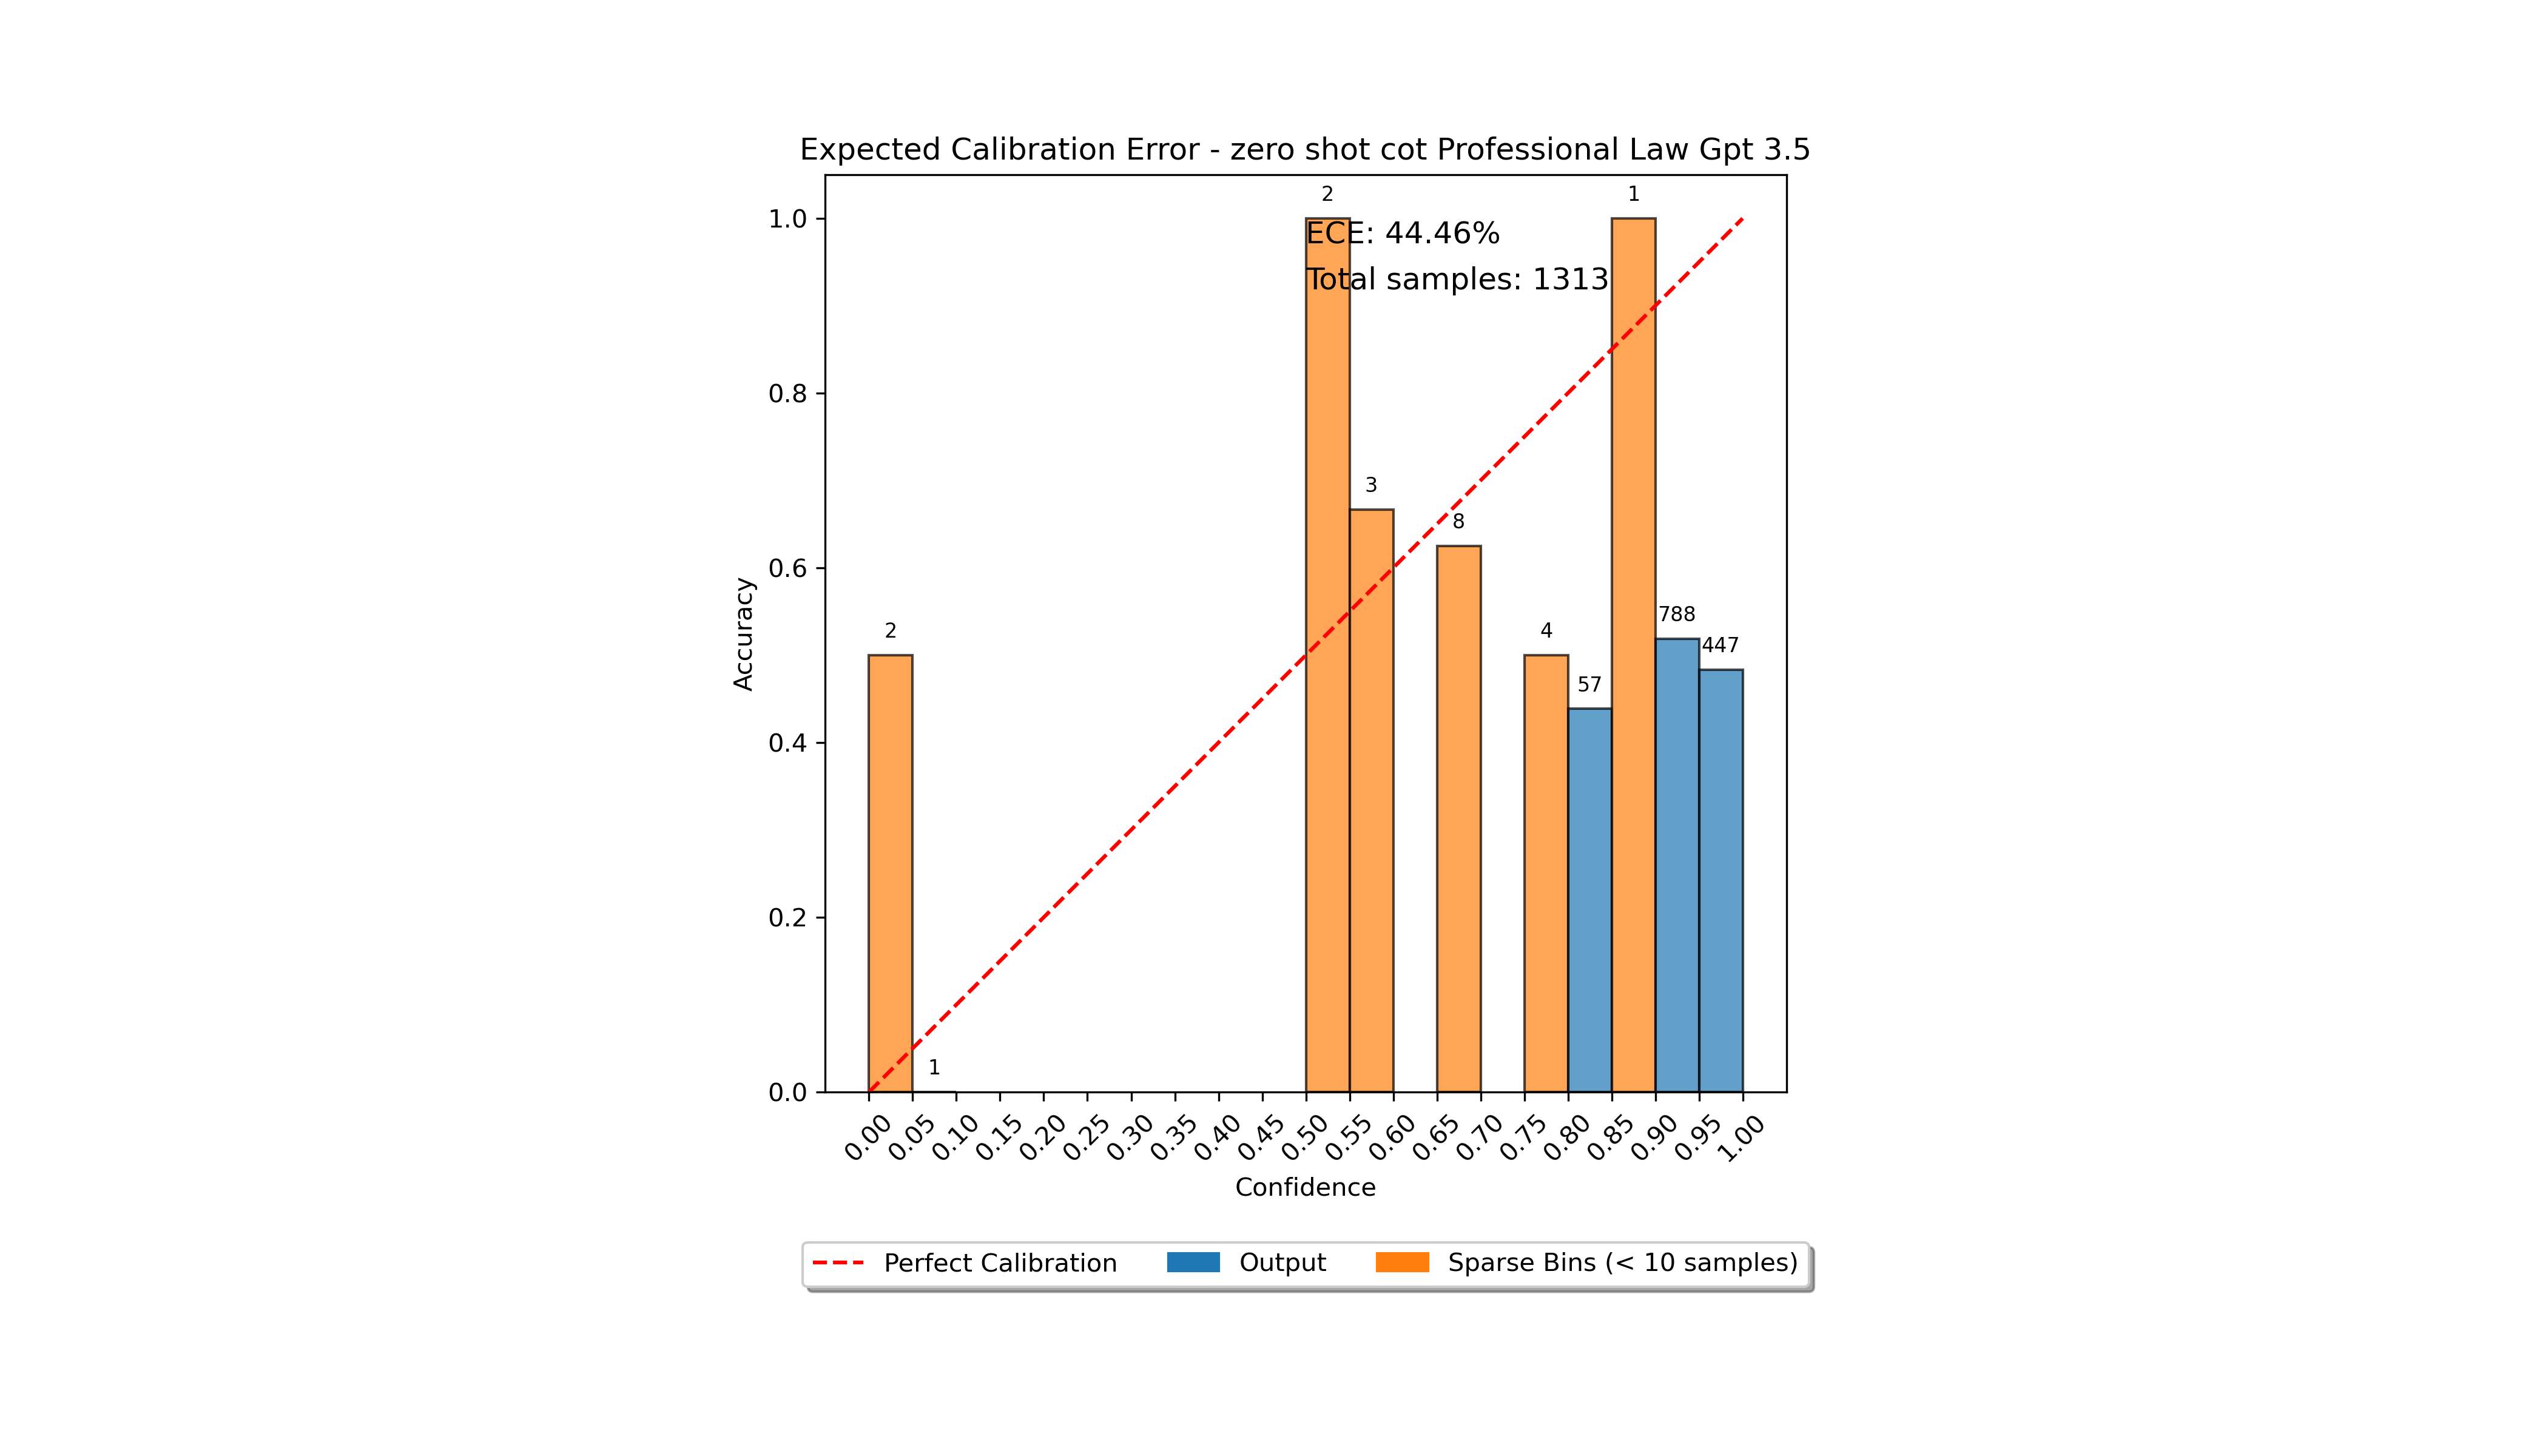 Expected Calibration Error - zero shot cot Professional Law Gpt 3.5
2
1
1.0
ECE: 44.46%
Total samples: 1313
0.8
3
8
0.6
788
2
4
447
57
Accuracy
0.4
0.2
1
0.0
0.00 0.05 0.10 0.15 0.20 0.25 0.30 0.35 0.40 0.45 0.50 0.55 0.60 0.65 0.70 0.75 0.80 0.85 0.90 0.95 1.00
Confidence
Perfect Calibration Output Sparse Bins (< 10 samples)